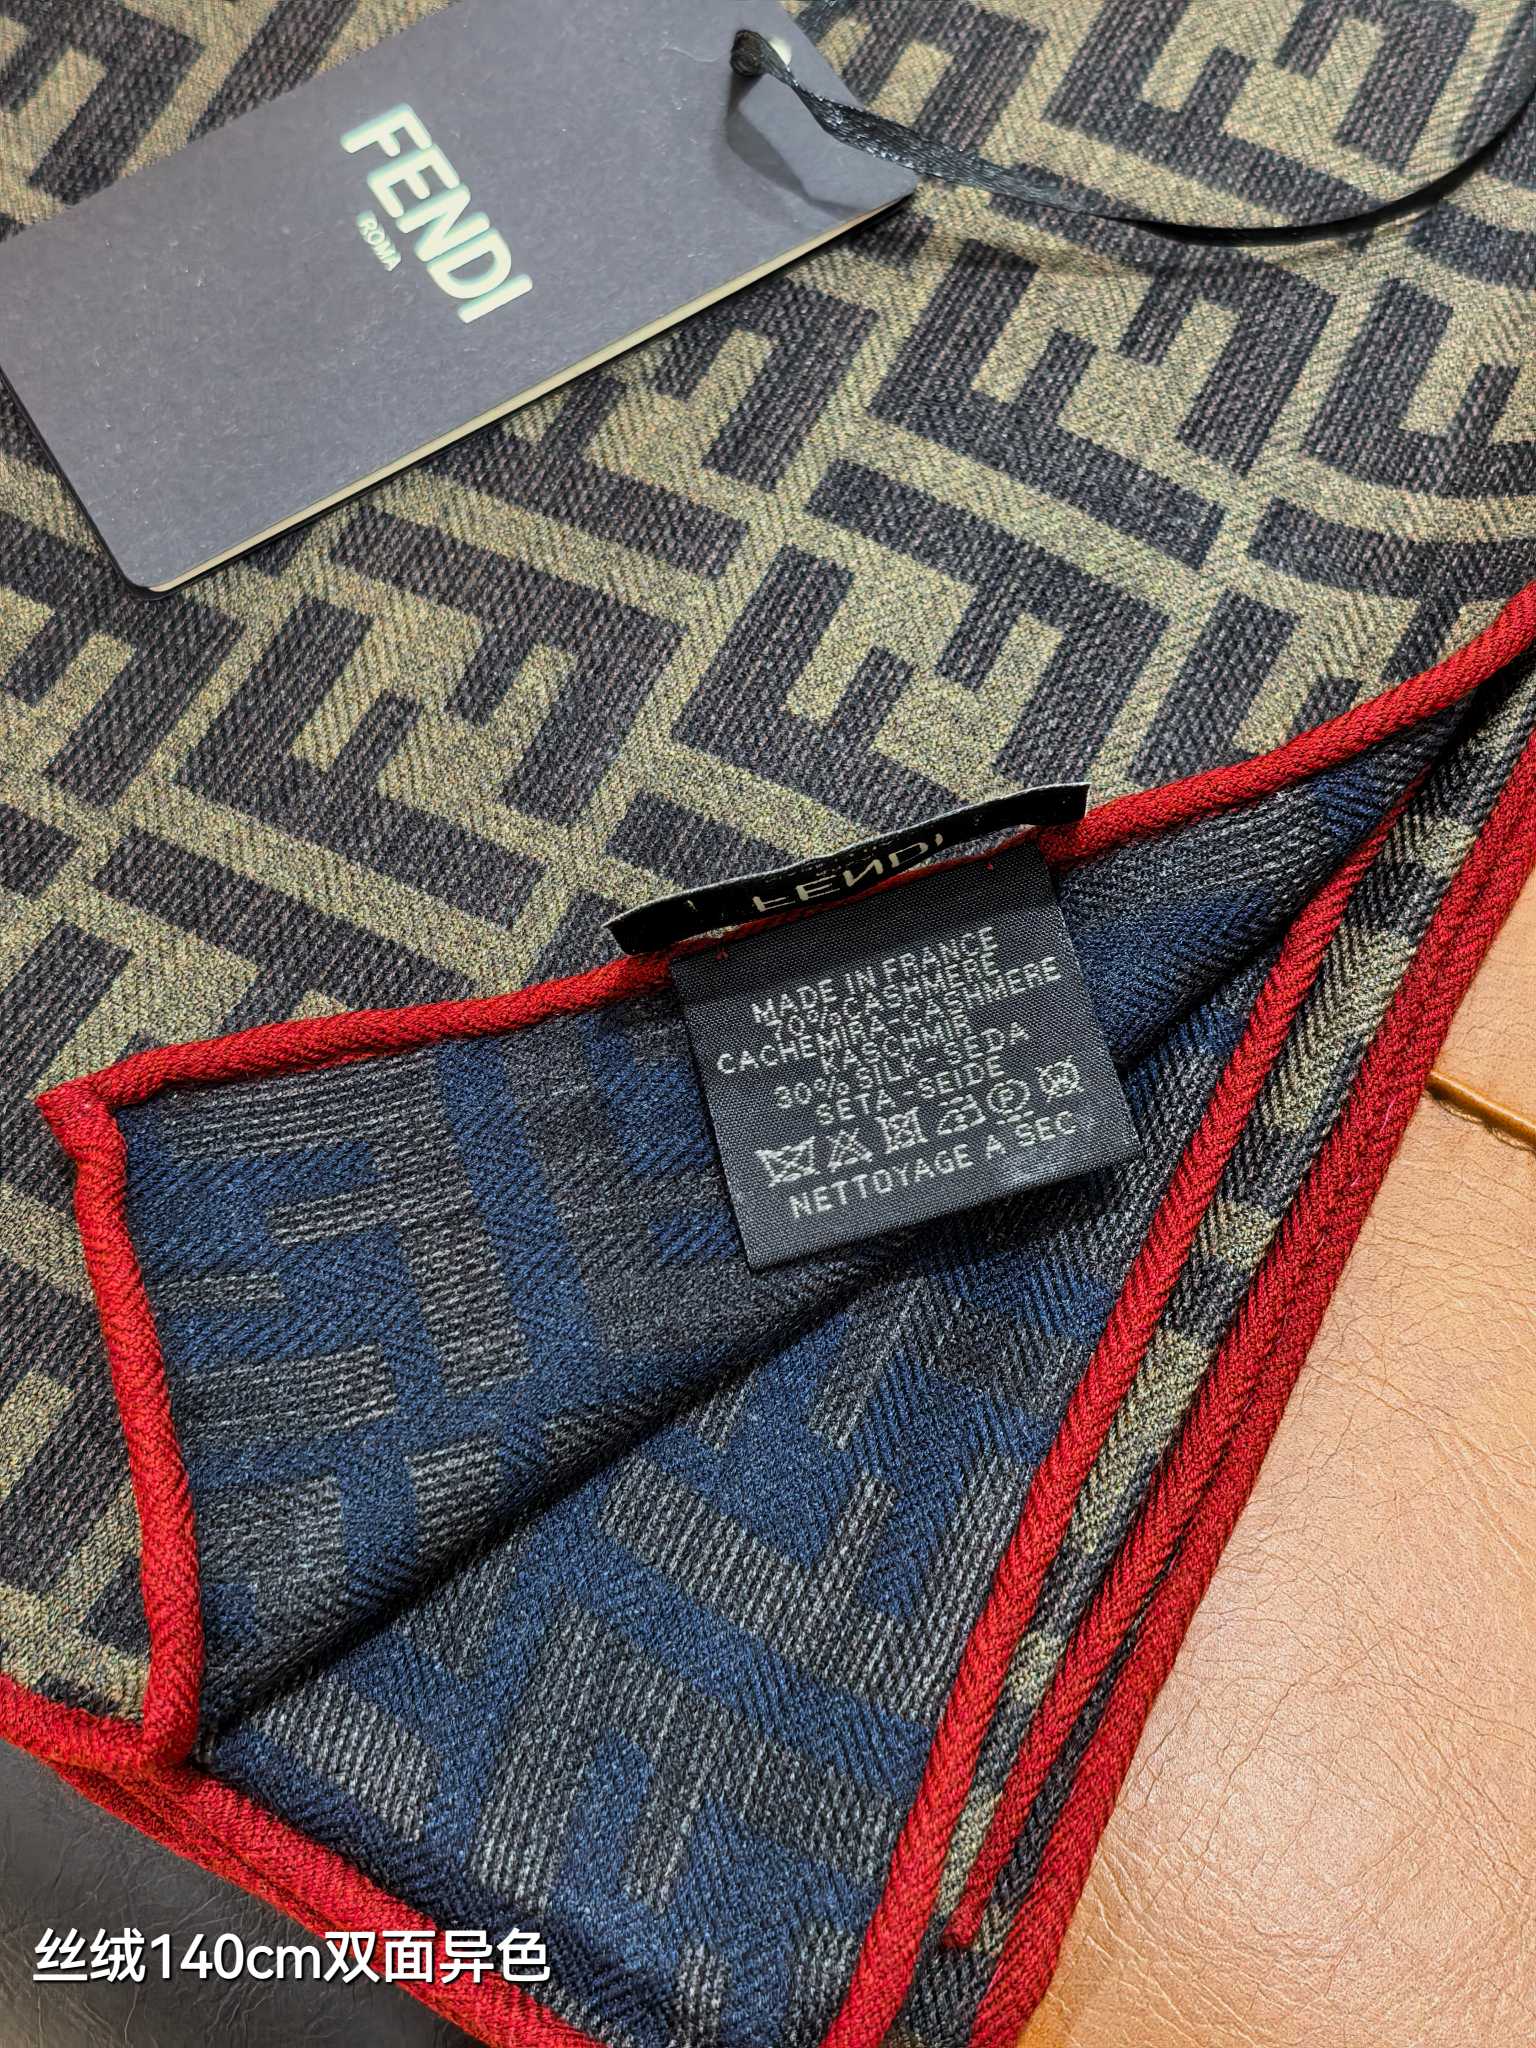 FENDI
ROMA
FENDI
MADE IN FRANCE
70% CASHMERE
CACHEMIRA-CASHMERE
KASCHMIR
30% SILK-SEDA
SETA-SEIDE
NETTOYAGE A SEC
丝绒140cm双面异色